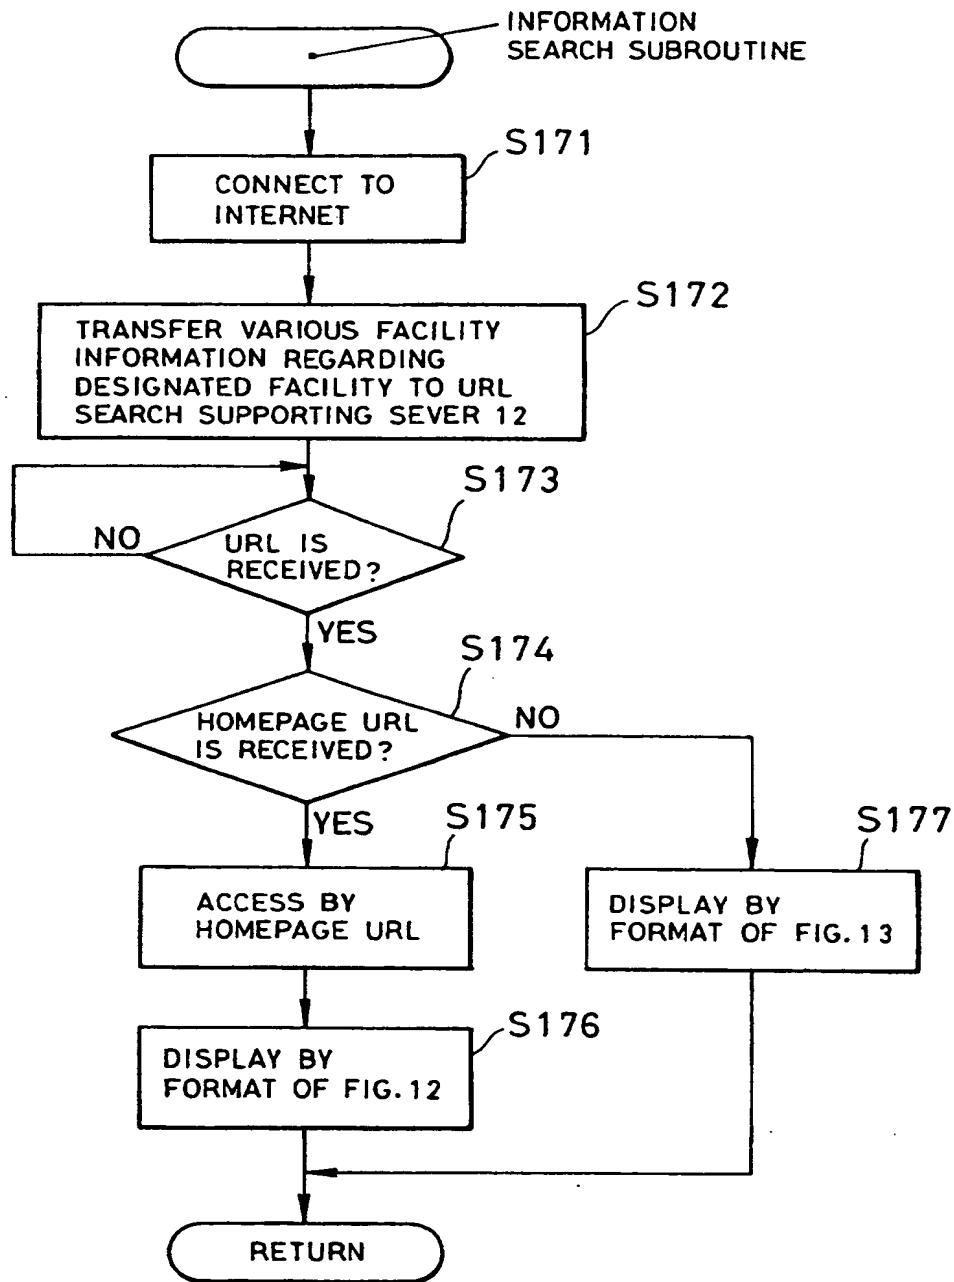 INFORMATION
SEARCH SUBROUTINE
S171
CONNECT TO
INTERNET
S172
TRANSFER VARIOUS FACILITY
INFORMATION REGARDING
DESIGNATED FACILITY TO URL
SEARCH SUPPORTING SEVER 12
S173
NO
URL IS
RECEIVED?
YES
S174
HOMEPAGE URL
IS RECEIVED?
NO
YES
S175
S177
ACCESS BY
HOMEPAGE URL
DISPLAY BY
FORMAT OF FIG.13
S176
DISPLAY BY
FORMAT OF FIG.12
RETURN